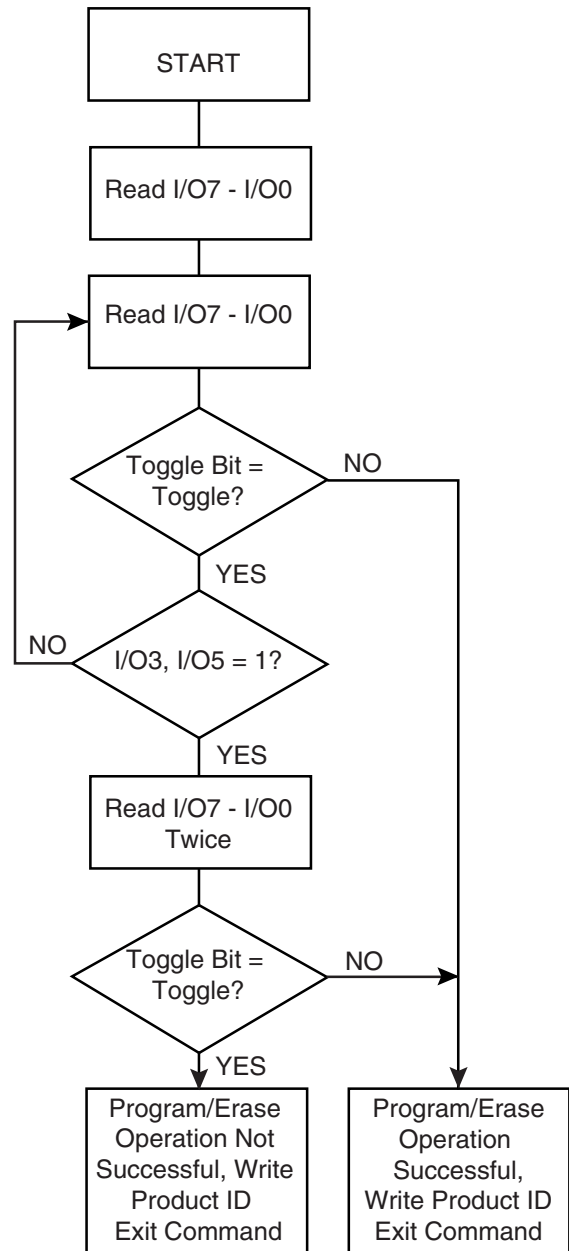 START
Read I/O7 - I/O0
Read I/O7 - I/O0
Toggle Bit =
Toggle?
NO
YES
NO
I/O3, I/O5 = 1?
YES
Read I/O7 - I/O0
Twice
Toggle Bit =
Toggle?
NO
YES
Program/Erase
Operation Not
Successful, Write
Product ID
Exit Command
Program/Erase
Operation
Successful,
Write Product ID
Exit Command